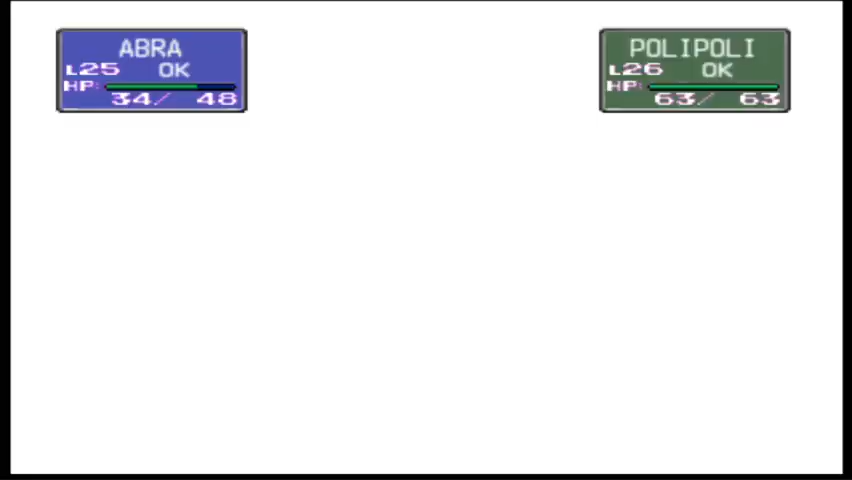 ABRA
L25 OK
HP:
34/ 48
POLIPOLI
L26 OK
HP:
63/ 63